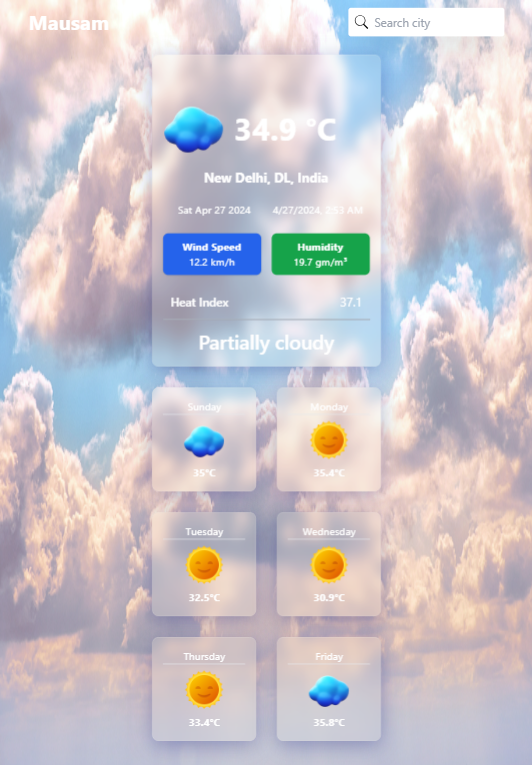 Mausam
Search city
34.9 °C
New Delhi, DL, India
Sat Apr 27 2024 4/27/2024, 2:53 AM
Wind Speed Humidity
12.2 km/h 19.7 gm/m³
Heat Index 37.1
Partially cloudy
Sunday Monday
35°C 35.4°C
Tuesday Wednesday
32.5°C 30.9°C
Thursday Friday
33.4°C 35.8°C